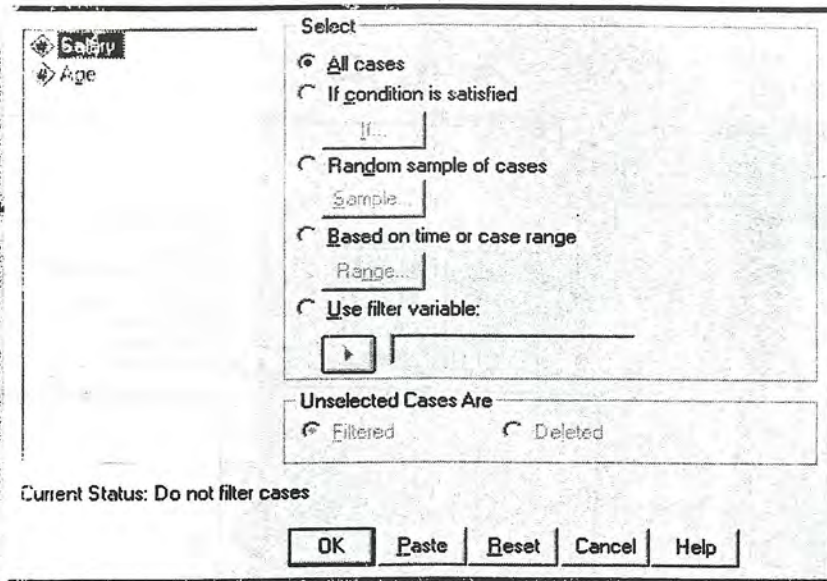 Salary
Age
Select
All cases
If condition is satisfied
If...
Random sample of cases
Sample...
Based on time or case range
Range...
Use filter variable:
Unselected Cases Are
Filtered
Deleted
Current Status: Do not filter cases
OK
Paste
Reset
Cancel
Help